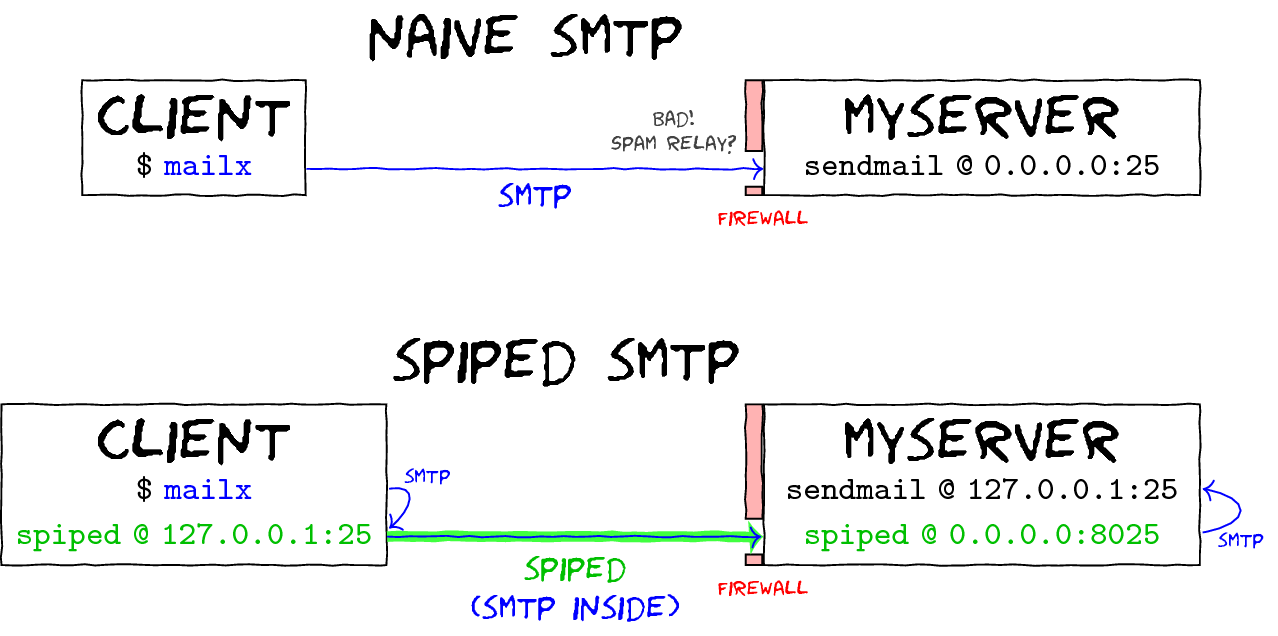 NAIVE SMTP
CLIENT
$ mailx
BAD!
SPAM RELAY?
SMTP
FIREWALL
MYSERVER
sendmail @ 0.0.0.0:25
SPIPED SMTP
CLIENT
$ mailx
spiped @ 127.0.0.1:25
SMTP
SPIPED
(SMTP INSIDE)
FIREWALL
MYSERVER
sendmail @ 127.0.0.1:25
spiped @ 0.0.0.0:8025
SMTP